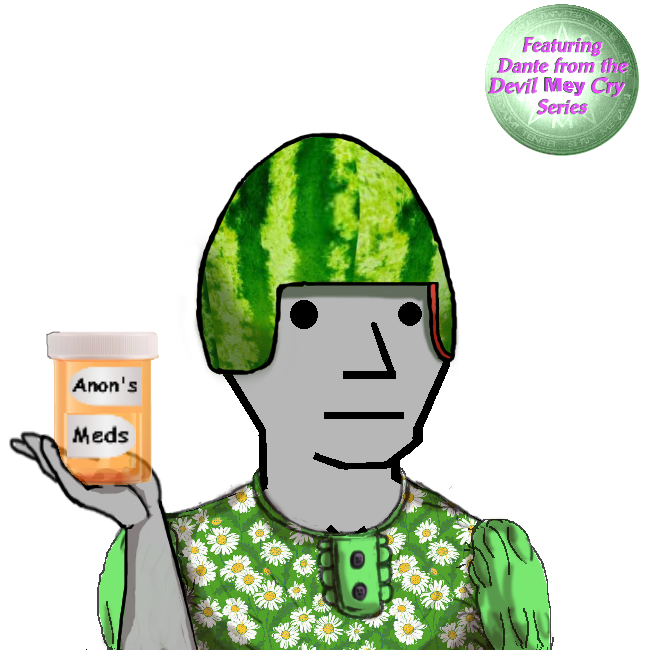 Featuring
Dante from the
Devil Mey Cry
Series
Anon's
Meds